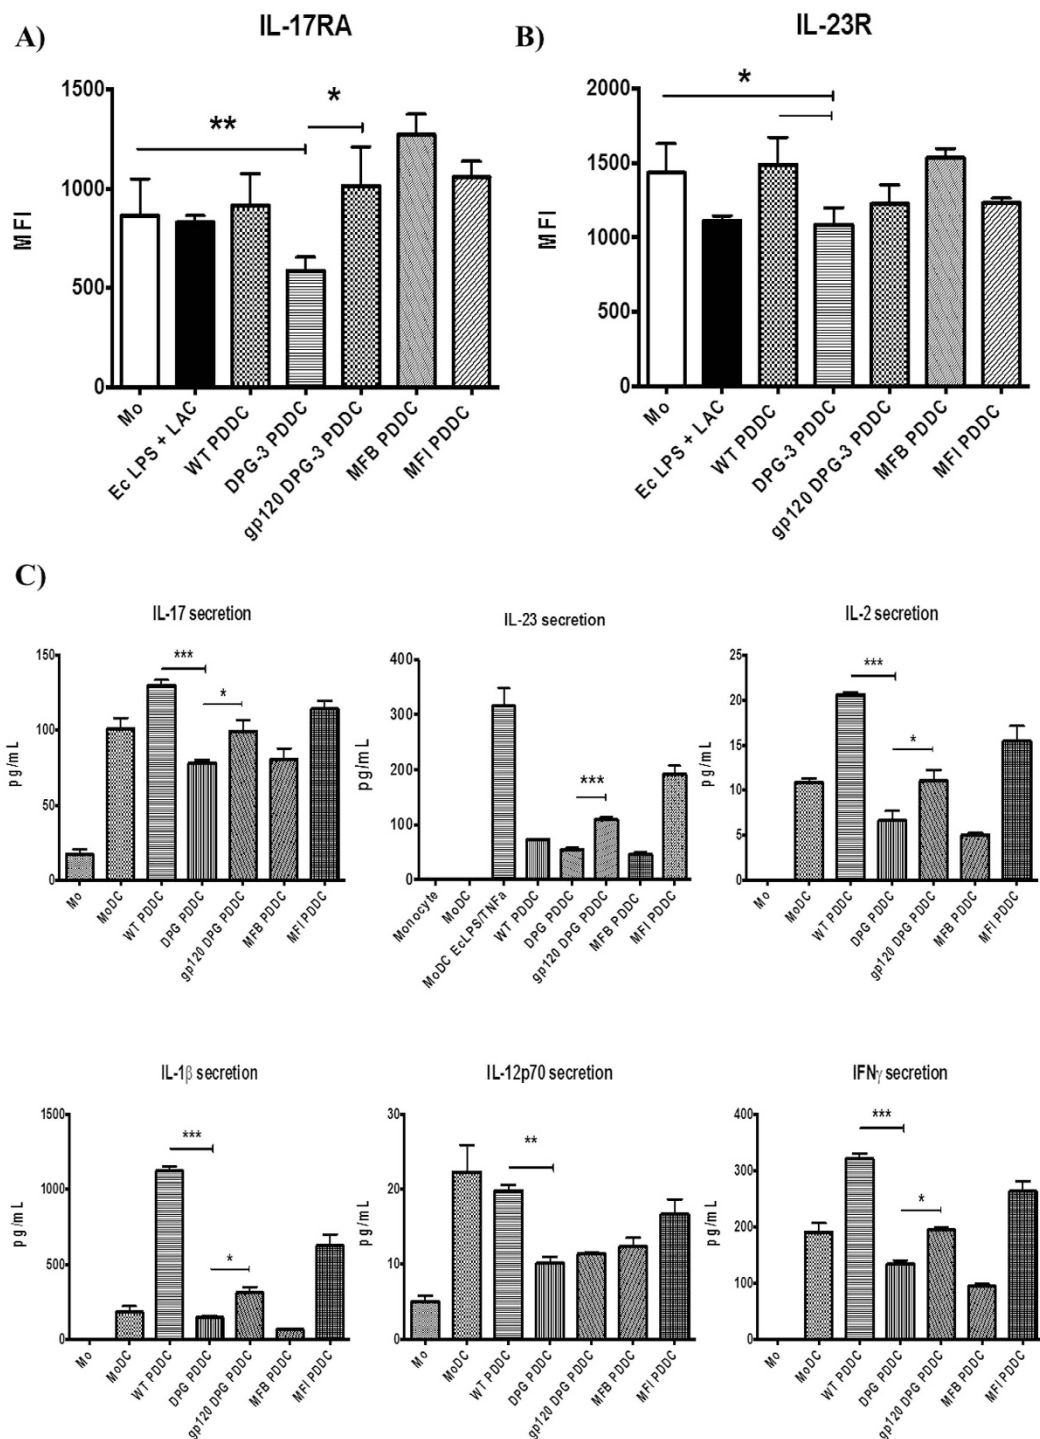 A)
IL-17RA
**
*
MFI
1500
1000
500
0
Mo
Ec LPS + LAC
WT PDDC
DPG-3 PDDC
gp120 DPG-3 PDDC
MFB PDDC
MFI PDDC
B)
IL-23R
*
MFI
2000
1500
1000
500
0
Mo
Ec LPS + LAC
WT PDDC
DPG-3 PDDC
gp120 DPG-3 PDDC
MFB PDDC
MFI PDDC
C)
IL-17 secretion
***
*
pg/mL
150
100
50
0
Mo
MoDC
WT PDDC
DPG PDDC
gp120 DPG PDDC
MFB PDDC
MFI PDDC
IL-23 secretion
***
pg/mL
400
300
200
100
0
Monocyte
MoDC
MoDC EcLPS/TNFa
WT PDDC
DPG PDDC
gp120 DPG PDDC
MFB PDDC
MFI PDDC
IL-2 secretion
***
*
pg/mL
25
20
15
10
5
0
Mo
MoDC
WT PDDC
DPG PDDC
gp120 DPG PDDC
MFB PDDC
MFI PDDC
IL-1β secretion
***
*
pg/mL
1500
1000
500
0
Mo
MoDC
WT PDDC
DPG PDDC
gp120 DPG PDDC
MFB PDDC
MFI PDDC
IL-12p70 secretion
**
pg/mL
30
20
10
0
Mo
MoDC
WT PDDC
DPG PDDC
gp120 DPG PDDC
MFB PDDC
MFI PDDC
IFNγ secretion
***
*
pg/mL
400
300
200
100
0
Mo
MoDC
WT PDDC
DPG PDDC
gp120 DPG PDDC
MFB PDDC
MFI PDDC